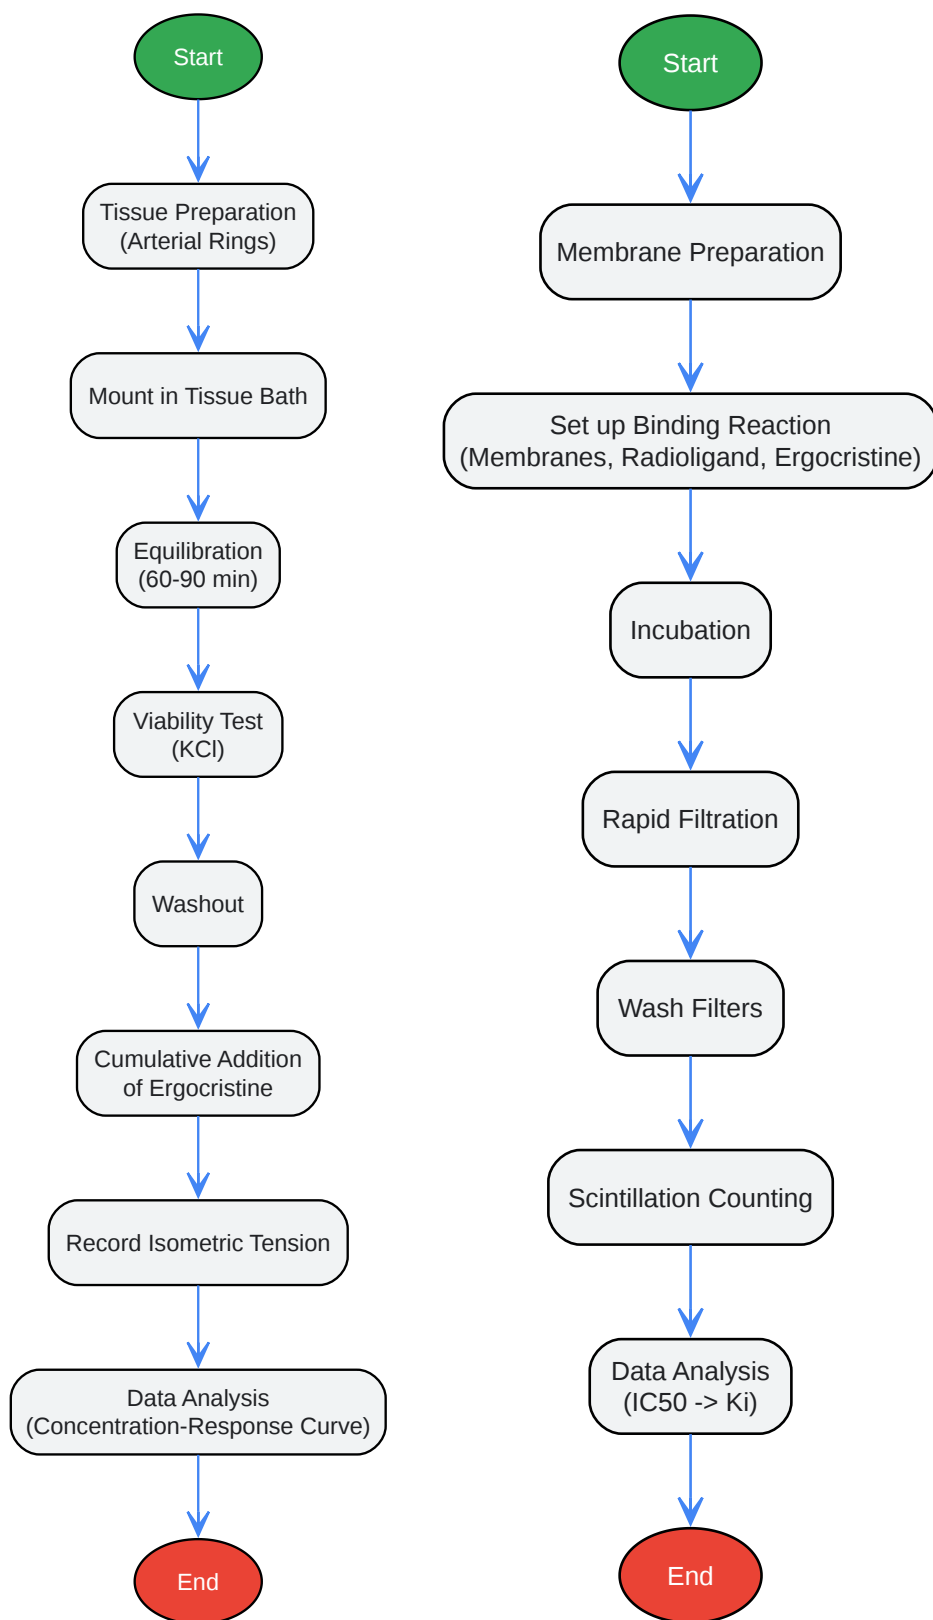 Start
Tissue Preparation
(Arterial Rings)
Mount in Tissue Bath
Equilibration
(60-90 min)
Viability Test
(KCl)
Washout
Cumulative Addition
of Ergocristine
Record Isometric Tension
Data Analysis
(Concentration-Response Curve)
End
Start
Membrane Preparation
Set up Binding Reaction
(Membranes, Radioligand, Ergocristine)
Incubation
Rapid Filtration
Wash Filters
Scintillation Counting
Data Analysis
(IC50 -> Ki)
End